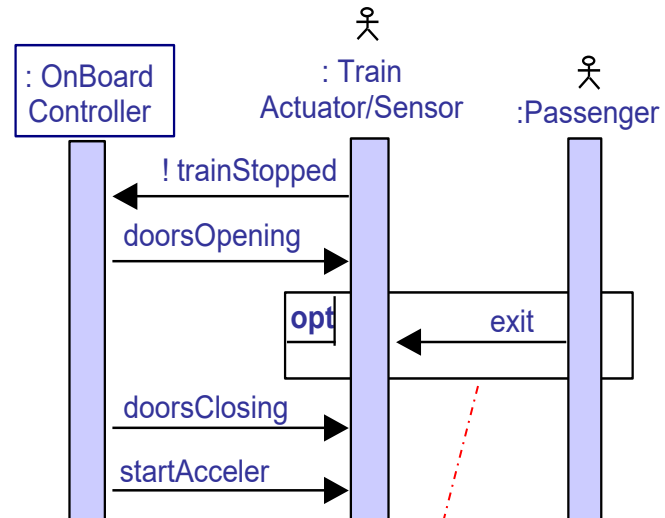 : OnBoard
Controller
: Train
Actuator/Sensor
:Passenger
! trainStopped
doorsOpening
opt
exit
doorsClosing
startAcceler